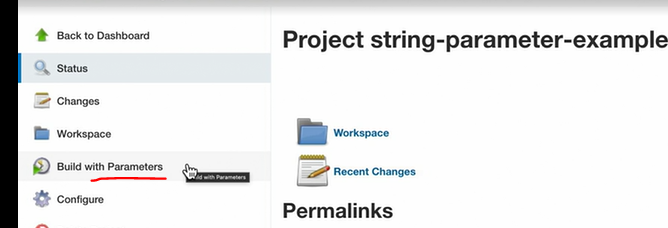 Back to Dashboard
Status
Changes
Workspace
Build with Parameters
Build with Parameters
Configure
Project string-parameter-example
Workspace
Recent Changes
Permalinks